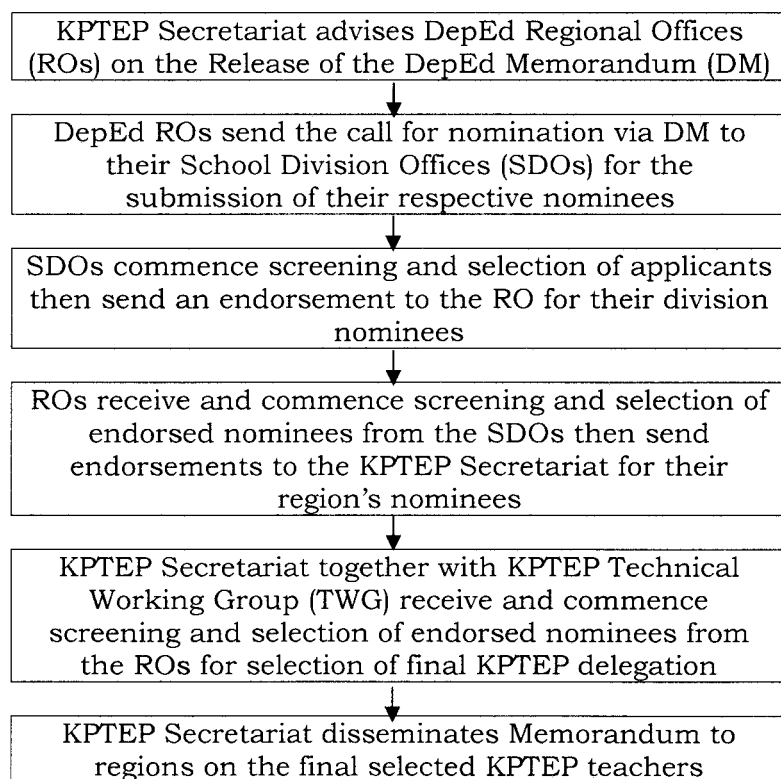 KPTEP Secretariat advises DepEd Regional Offices
(ROs) on the Release of the DepEd Memorandum (DM)
DepEd ROs send the call for nomination via DM to
their School Division Offices (SDOs) for the
submission of their respective nominees
SDOs commence screening and selection of applicants
then send an endorsement to the RO for their division
nominees
ROs receive and commence screening and selection of
endorsed nominees from the SDOs then send
endorsements to the KPTEP Secretariat for their
region's nominees
KPTEP Secretariat together with KPTEP Technical
Working Group (TWG) receive and commence
screening and selection of endorsed nominees from
the ROs for selection of final KPTEP delegation
KPTEP Secretariat disseminates Memorandum to
regions on the final selected KPTEP teachers